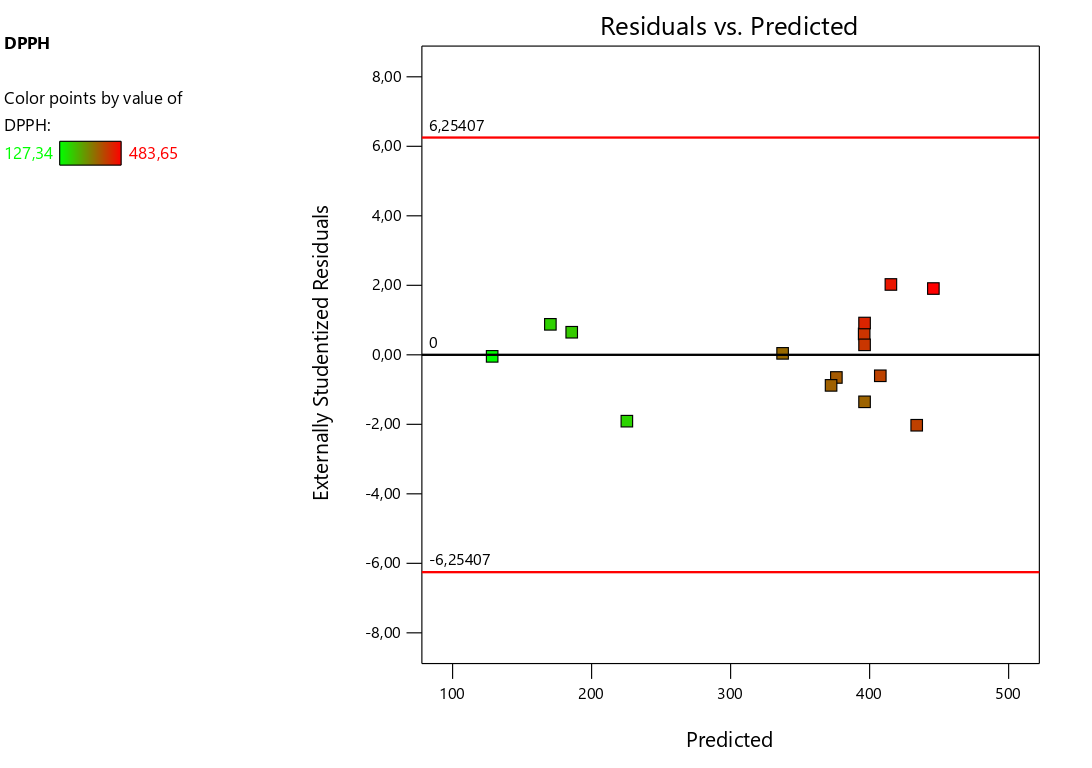 DPPH
Color points by value of
DPPH:
127,34 483,65
Residuals vs. Predicted
Externally Studentized Residuals
8,00
6,00
4,00
2,00
0,00
-2,00
-4,00
-6,00
-8,00
6,25407
0
-6,25407
100 200 300 400 500
Predicted